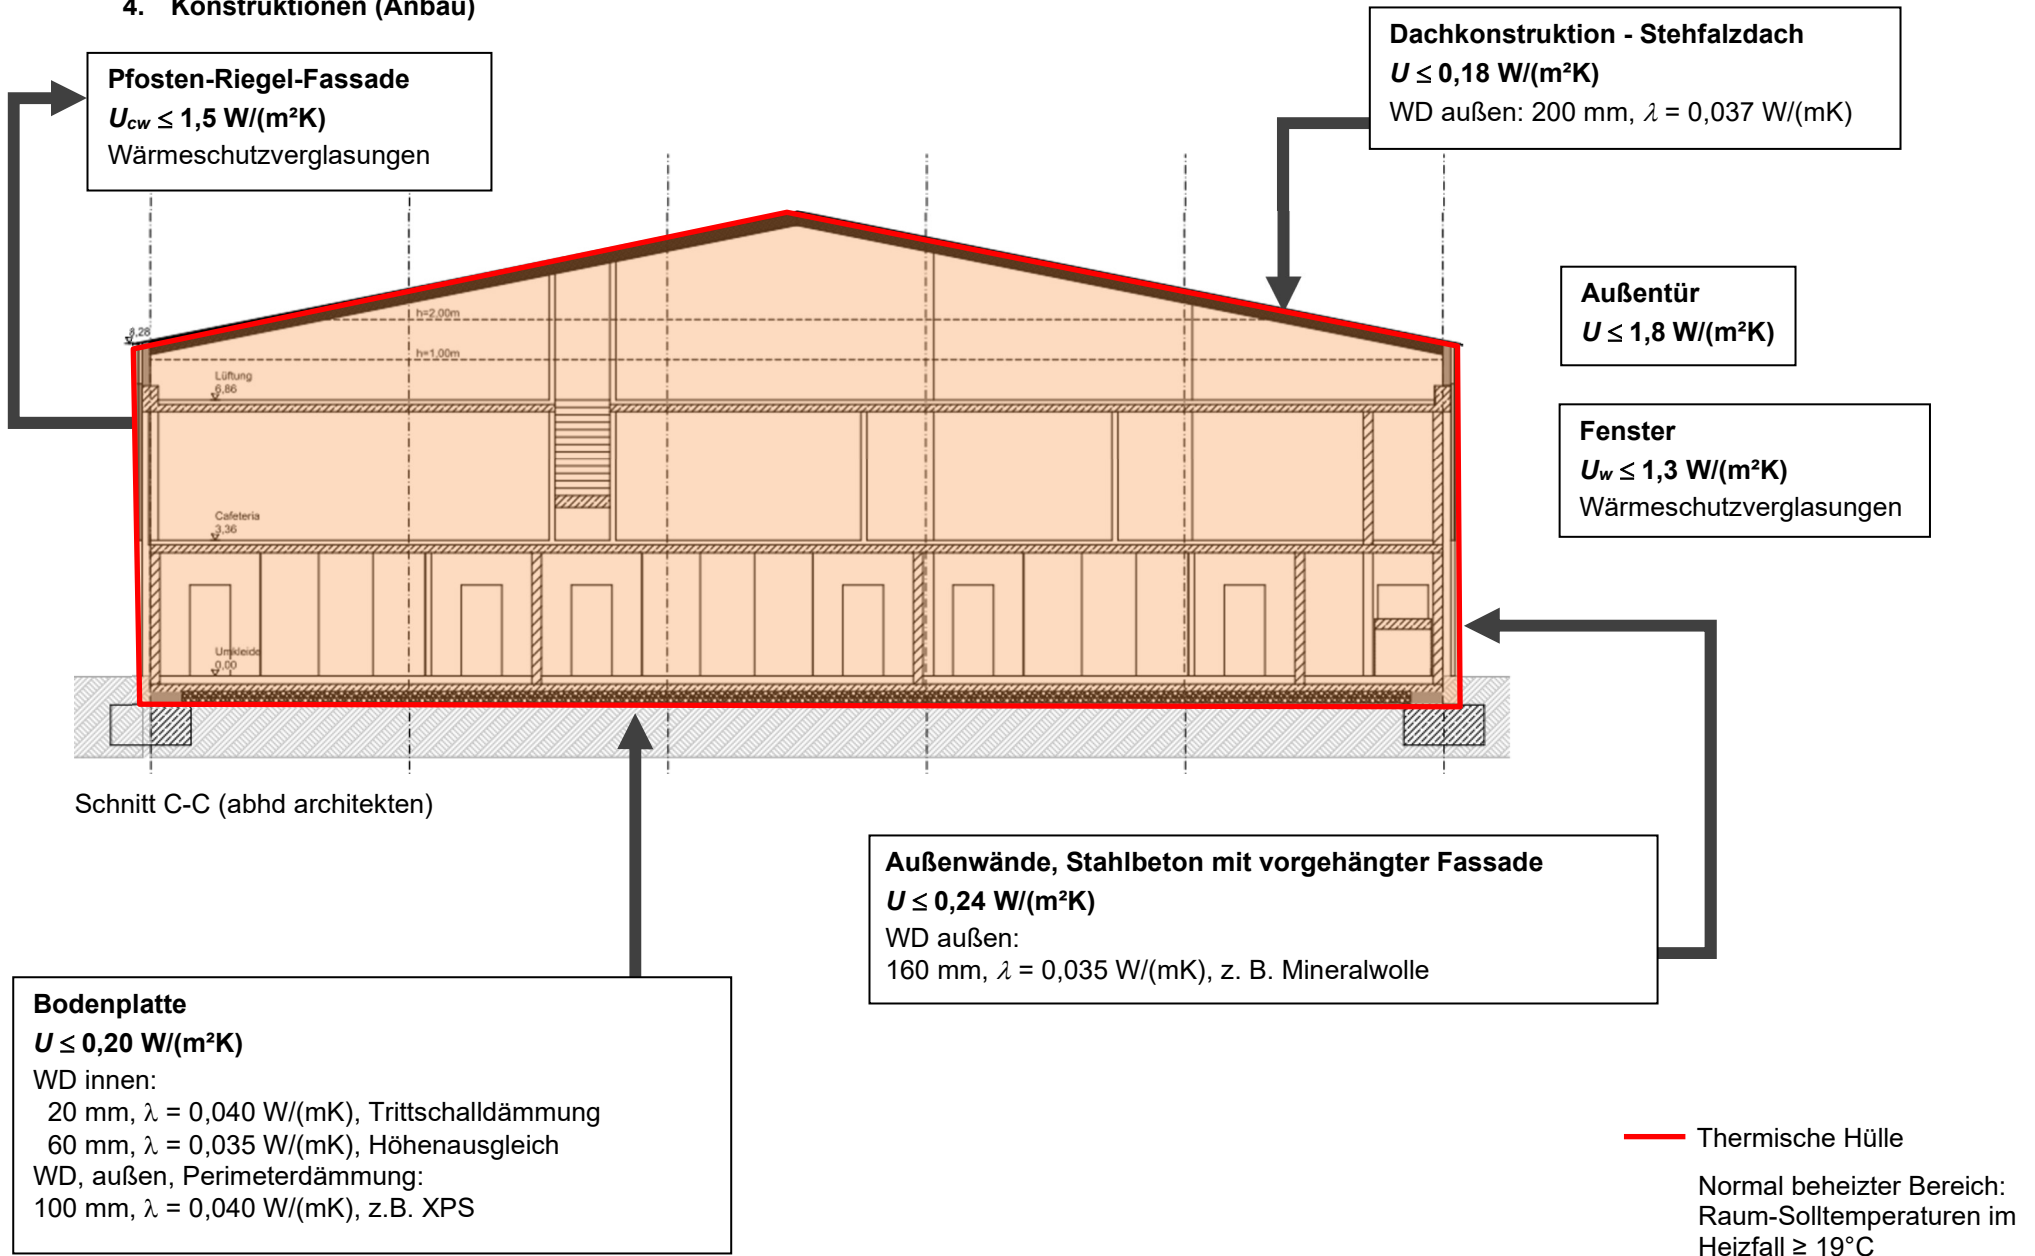 4. Konstruktionen (Anbau)
Pfosten-Riegel-Fassade
Ucw ≤ 1,5 W/(m²K)
Wärmeschutzverglasungen
Dachkonstruktion - Stehfalzdach
U ≤ 0,18 W/(m²K)
WD außen: 200 mm, λ = 0,037 W/(mK)
Außentür
U ≤ 1,8 W/(m²K)
Fenster
Uw ≤ 1,3 W/(m²K)
Wärmeschutzverglasungen
8,28
h=2,00m
h=1,00m
Lüftung
6,86
Cafeteria
3,36
Umkleide
0,00
Schnitt C-C (abhd architekten)
Außenwände, Stahlbeton mit vorgehängter Fassade
U ≤ 0,24 W/(m²K)
WD außen:
160 mm, λ = 0,035 W/(mK), z. B. Mineralwolle
Bodenplatte
U ≤ 0,20 W/(m²K)
WD innen:
20 mm, λ = 0,040 W/(mK), Trittschalldämmung
60 mm, λ = 0,035 W/(mK), Höhenausgleich
WD, außen, Perimeterdämmung:
100 mm, λ = 0,040 W/(mK), z.B. XPS
Thermische Hülle
Normal beheizter Bereich:
Raum-Solltemperaturen im
Heizfall ≥ 19°C